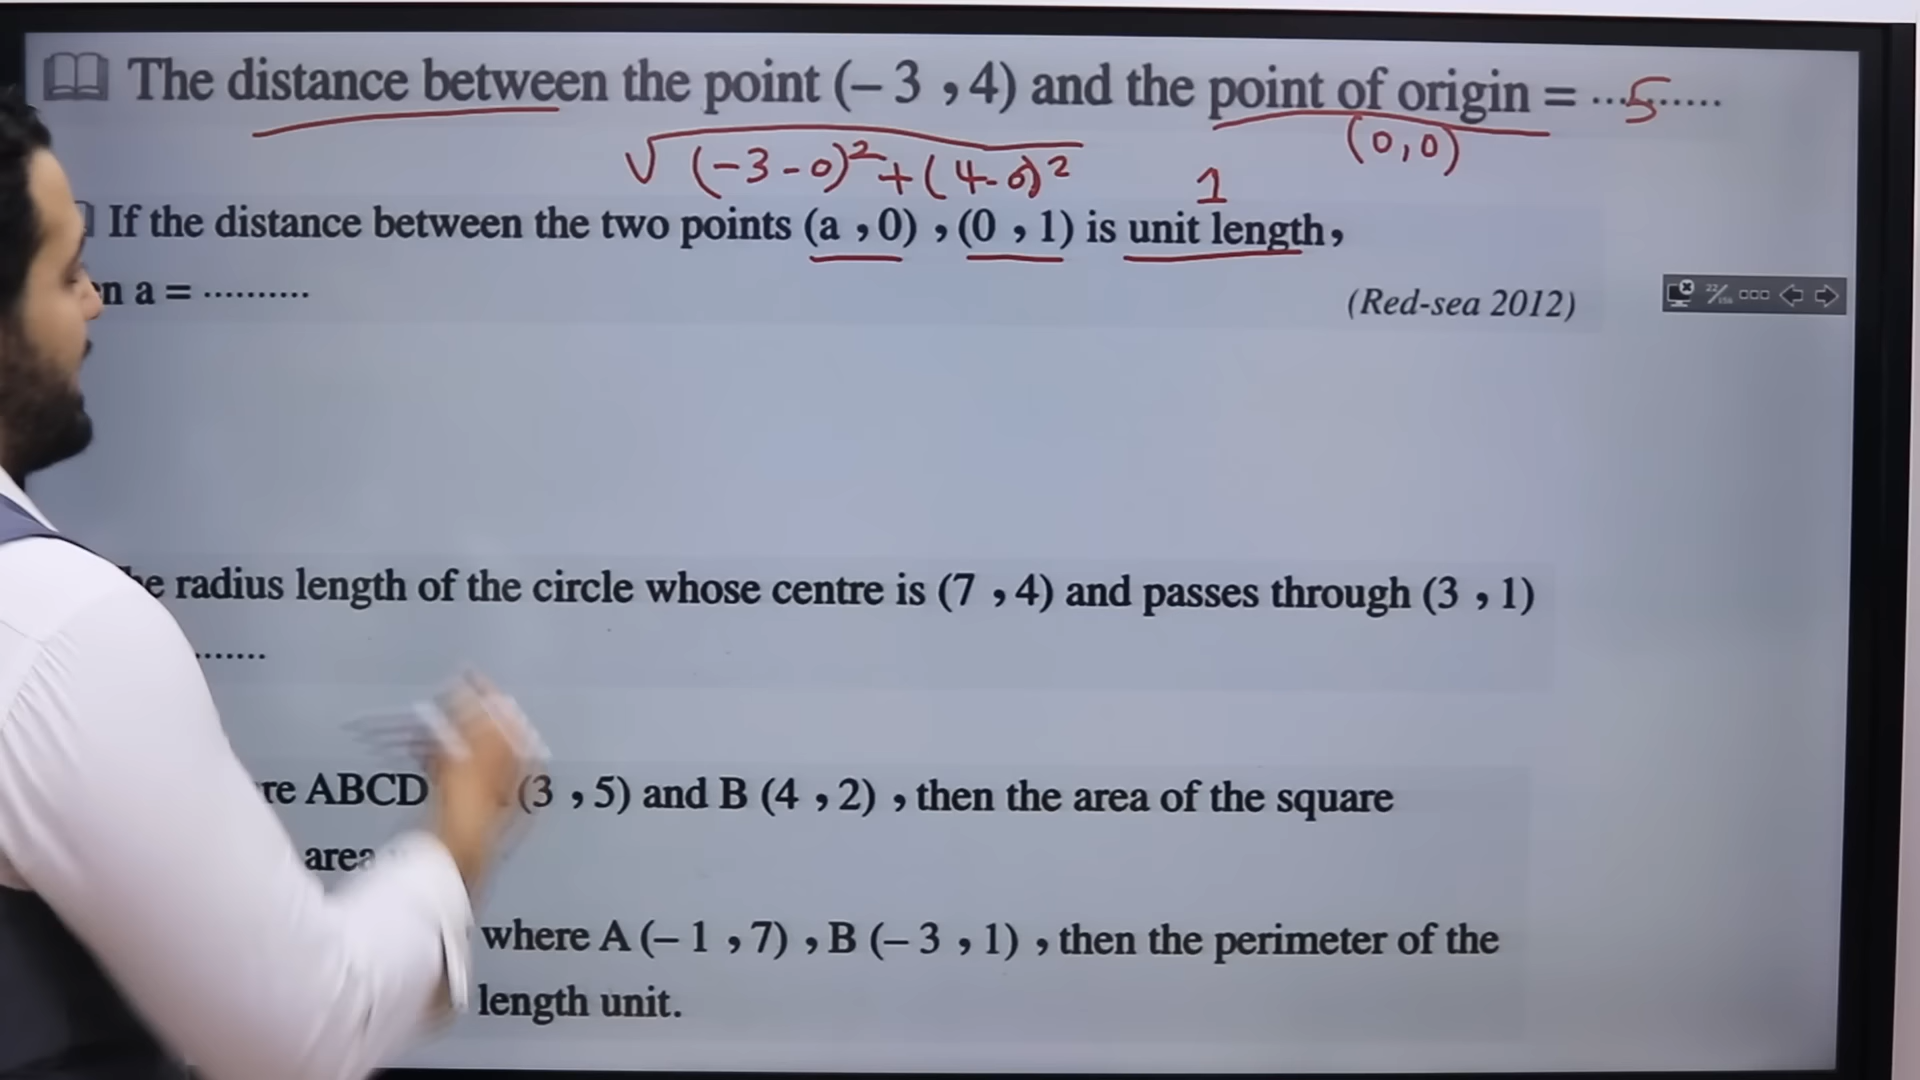 The distance between the point (– 3 , 4) and the point of origin = ...5......
√(-3-0)²+(4-0)² (0,0)
1
If the distance between the two points (a , 0) , (0 , 1) is unit length,
n a = ..........
(Red-sea 2012)
22/
radius length of the circle whose centre is (7 , 4) and passes through (3 , 1)
.......
re ABCD (3 , 5) and B (4 , 2) , then the area of the square
area
where A (– 1 , 7) , B (– 3 , 1) , then the perimeter of the
length unit.